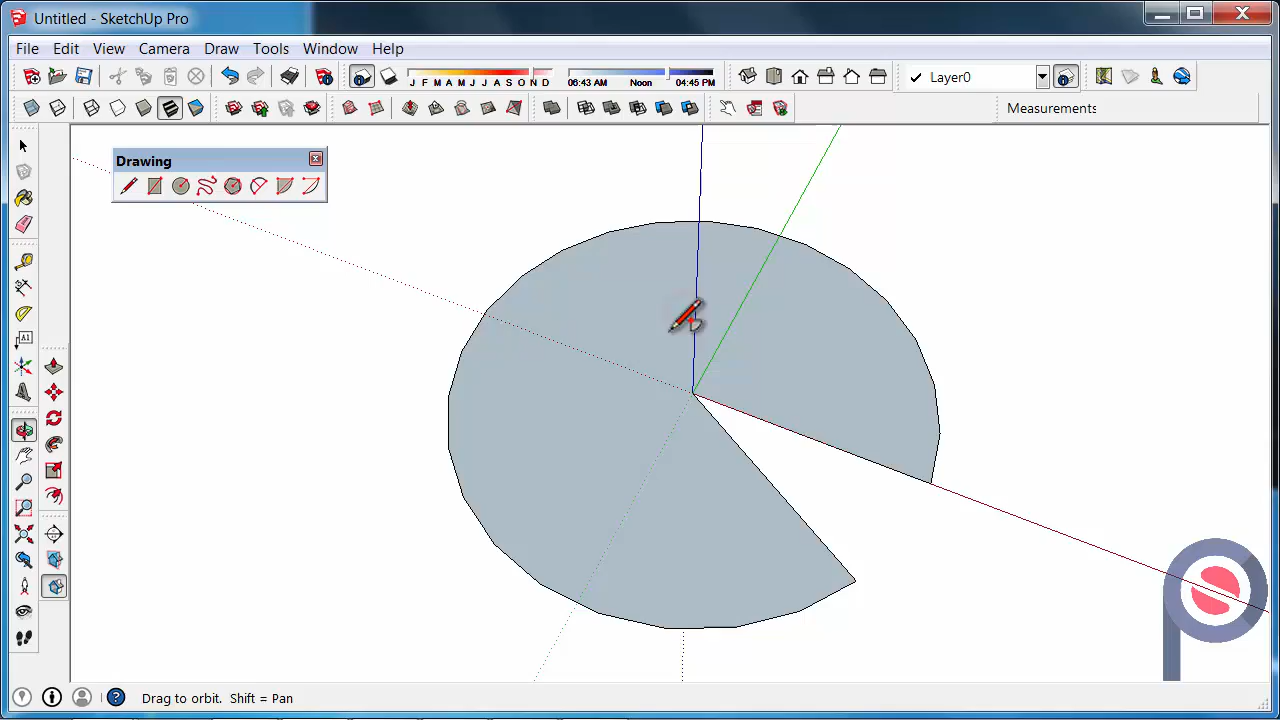 Untitled - SketchUp Pro
File Edit View Camera Draw Tools Window Help
J F M A M J J A S O N D
06:43 AM Noon 04:45 PM
Layer0
Measurements
Drawing
A1
Drag to orbit. Shift = Pan